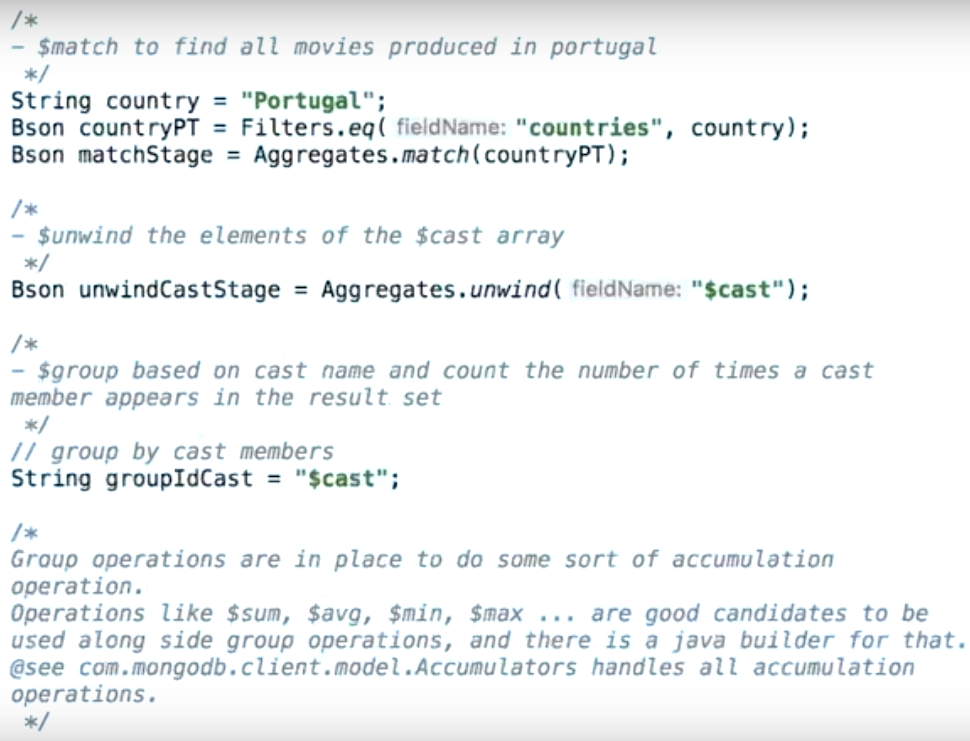 /*
– $match to find all movies produced in portugal
*/
String country = "Portugal";
Bson countryPT = Filters.eq( fieldName: "countries", country);
Bson matchStage = Aggregates.match(countryPT);
/*
– $unwind the elements of the $cast array
*/
Bson unwindCastStage = Aggregates.unwind( fieldName: "$cast");
/*
– $group based on cast name and count the number of times a cast
member appears in the result set
*/
// group by cast members
String groupIdCast = "$cast";
/*
Group operations are in place to do some sort of accumulation
operation.
Operations like $sum, $avg, $min, $max ... are good candidates to be
used along side group operations, and there is a java builder for that.
@see com.mongodb.client.model.Accumulators handles all accumulation
operations.
*/